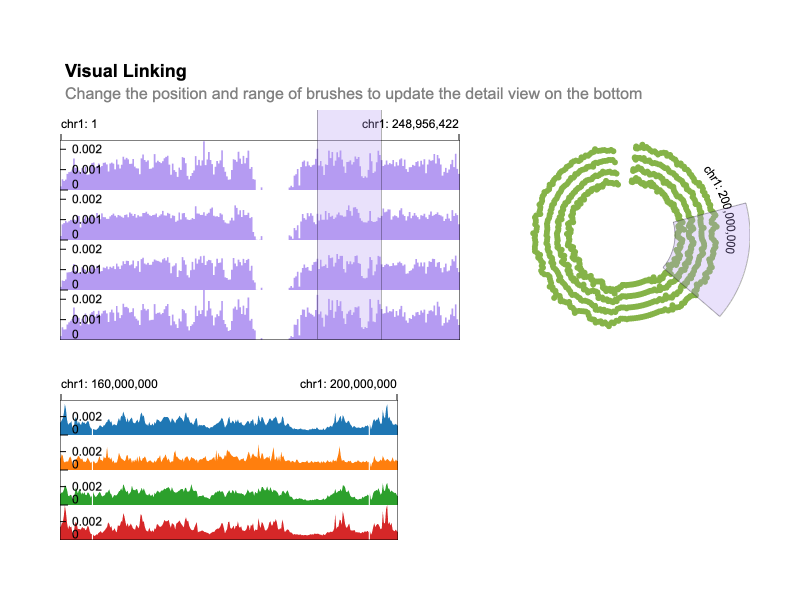 Visual Linking
Change the position and range of brushes to update the detail view on the bottom
chr1: 1
chr1: 248,956,422
0.002
0.001
0
0.002
0.001
0
0.002
0.001
0
0.002
0.001
0
chr1: 200,000,000
chr1: 160,000,000
chr1: 200,000,000
0.002
0
0.002
0
0.002
0
0.002
0